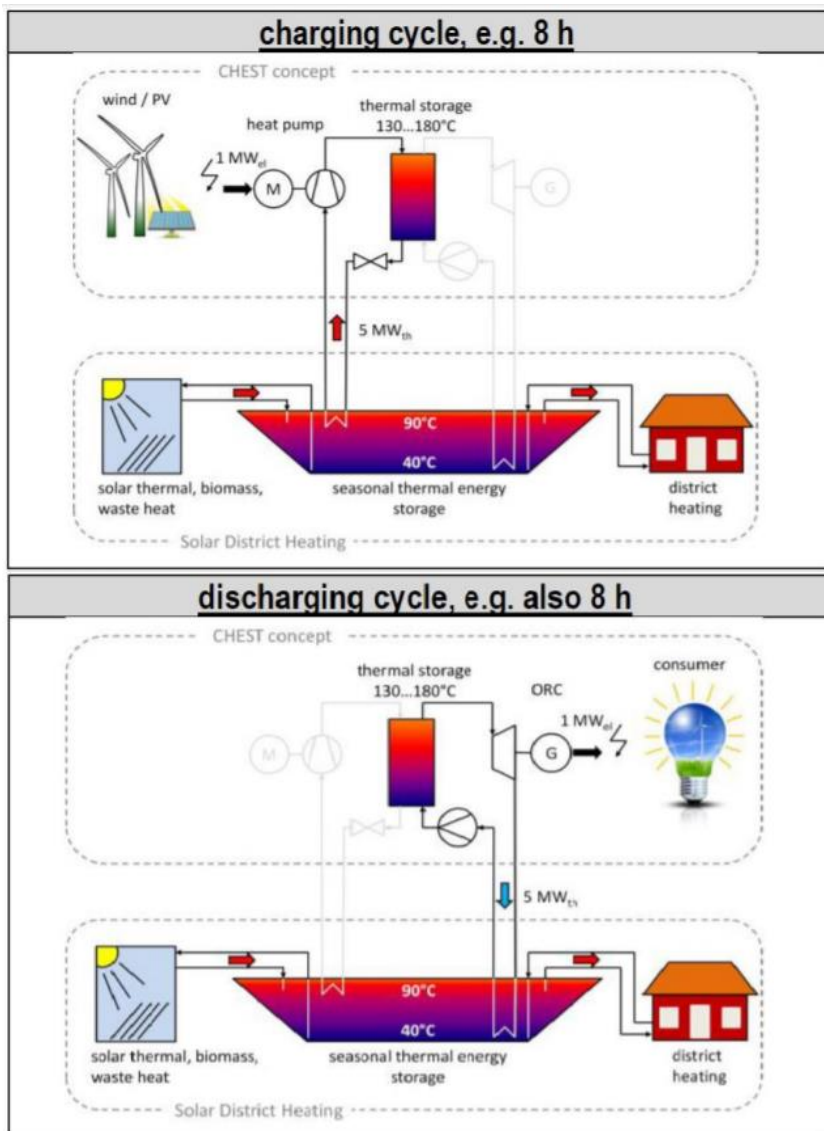 charging cycle, e.g. 8 h
CHEST concept
wind / PV
heat pump
thermal storage
130...180°C
1 MWel
M
G
5 MWth
90°C
40°C
solar thermal, biomass,
waste heat
seasonal thermal energy
storage
district
heating
Solar District Heating
discharging cycle, e.g. also 8 h
CHEST concept
thermal storage
130...180°C
ORC
consumer
1 MWel
M
G
5 MWth
90°C
40°C
solar thermal, biomass,
waste heat
seasonal thermal energy
storage
district
heating
Solar District Heating